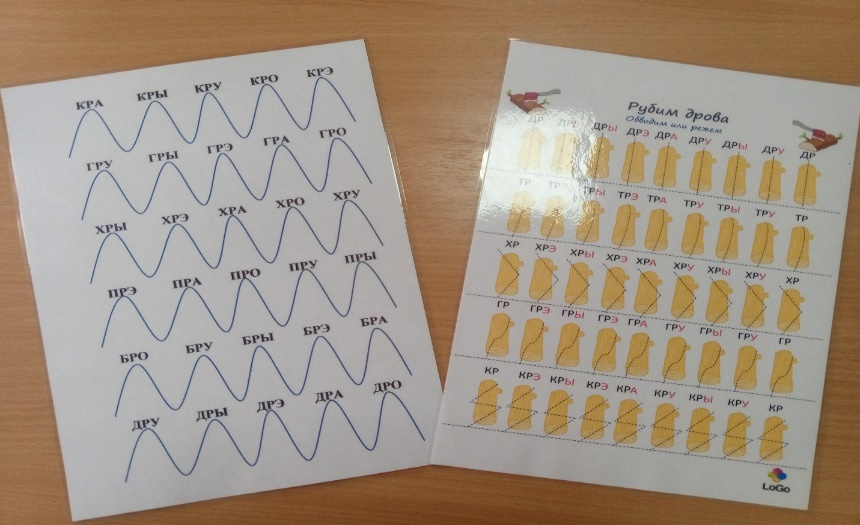 КРА КРЫ КРУ КРО КРЭ
ГРУ ГРЫ ГРЭ ГРА ГРО
ХРЫ ХРЭ ХРА ХРО ХРУ
ПРЭ ПРА ПРО ПРУ ПРЫ
БРО БРУ БРЫ БРЭ БРА
ДРУ ДРЫ ДРЭ ДРА ДРО
Рубим дрова
Обводим или режем
ДР ДРЫ ДРЭ ДРА ДРУ ДРЫ ДРУ ДР
ТР ТРЫ ТРЭ ТРА ТРУ ТРЫ ТРУ ТР
ХР ХРЭ ХРЫ ХРЭ ХРА ХРУ ХРЫ ХРУ ХР
ГР ГРЭ ГРЫ ГРЭ ГРА ГРУ ГРЫ ГРУ ГР
КР КРЭ КРЫ КРЭ КРА КРУ КРЫ КРУ КР
LoGo